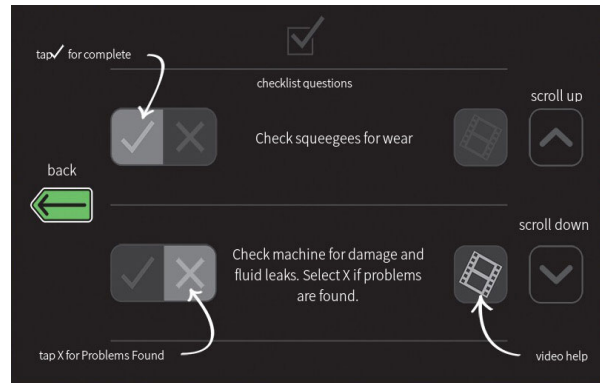 tap✓ for complete
checklist questions
scroll up
Check squeegees for wear
back
scroll down
Check machine for damage and
fluid leaks. Select X if problems
are found.
tap X for Problems Found
video help